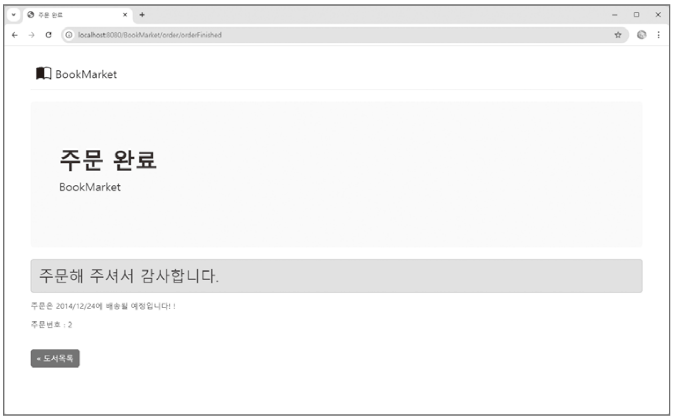 주문 완료
localhost:8080/BookMarket/order/orderFinished
BookMarket
주문 완료
BookMarket
주문해 주셔서 감사합니다.
주문은 2014/12/24에 배송될 예정입니다! !
주문번호 : 2
« 도서목록